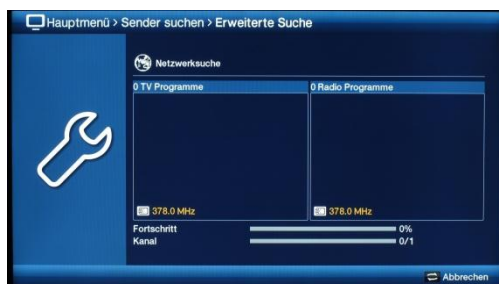 Hauptmenü > Sender suchen > Erweiterte Suche
Netzwerksuche
0 TV Programme
0 Radio Programme
378.0 MHz
378.0 MHz
Fortschritt 0%
Kanal 0/1
Abbrechen